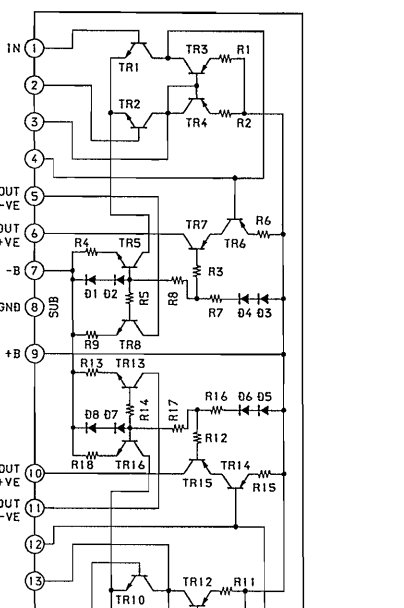 IN 1
TR3 R1
TR1
2
TR2
3
TR4 R2
4
OUT 5
-VE
OUT 6
+VE
TR7 R6
TR6
R4 TR5
-B 7
R3
D1 D2 R5 R8
GND 8 SUB
R7 D4 D3
R9 TR8
+B 9
R13 TR13
R14 R17 R16 D6 D5
D8 D7
R12
R18 TR16
TR14
OUT 10
+VE
TR15 R15
OUT 11
-VE
12
13
TR10 TR12 R11